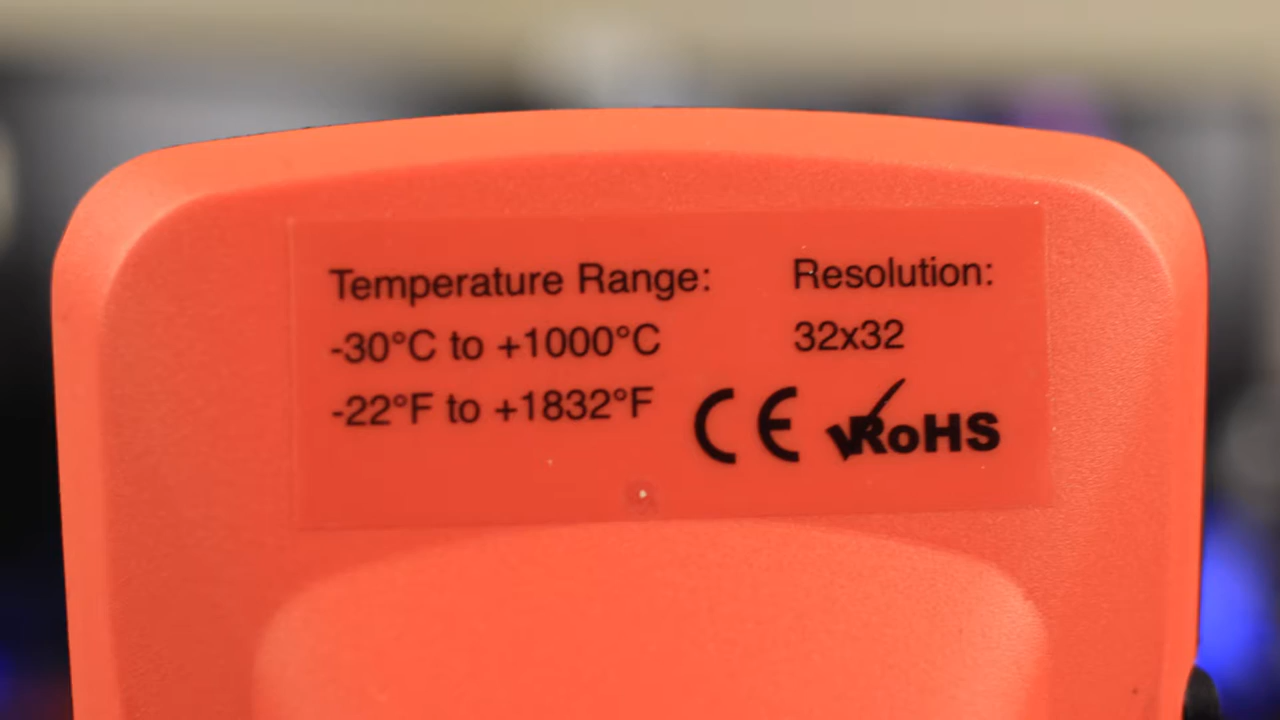 Temperature Range:
-30°C to +1000°C
-22°F to +1832°F
Resolution:
32x32
CE RoHS